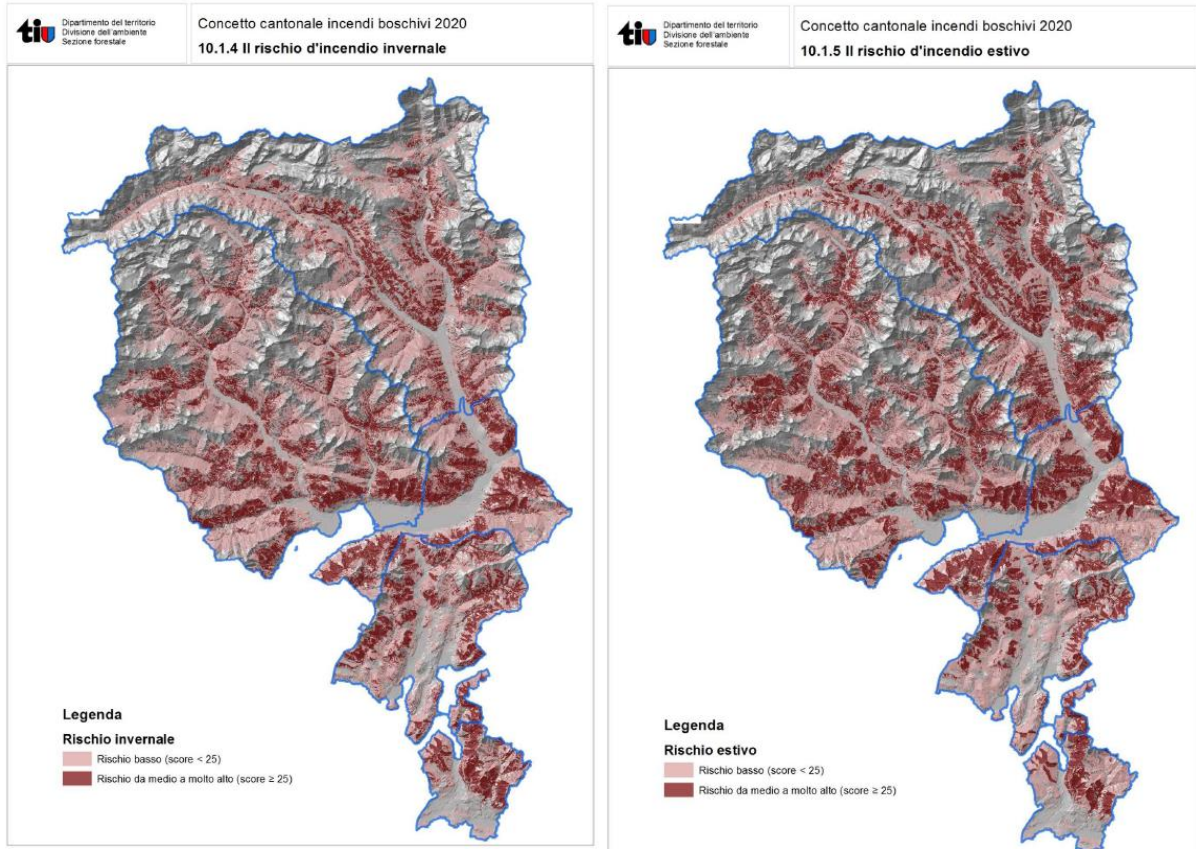 tiu
Dipartimento del territorio
Divisione dell'ambiente
Sezione forestale
Concetto cantonale incendi boschivi 2020
10.1.4 Il rischio d'incendio invernale
Legenda
Rischio invernale
Rischio basso (score < 25)
Rischio da medio a molto alto (score ≥ 25)
tiu
Dipartimento del territorio
Divisione dell'ambiente
Sezione forestale
Concetto cantonale incendi boschivi 2020
10.1.5 Il rischio d'incendio estivo
Legenda
Rischio estivo
Rischio basso (score < 25)
Rischio da medio a molto alto (score ≥ 25)